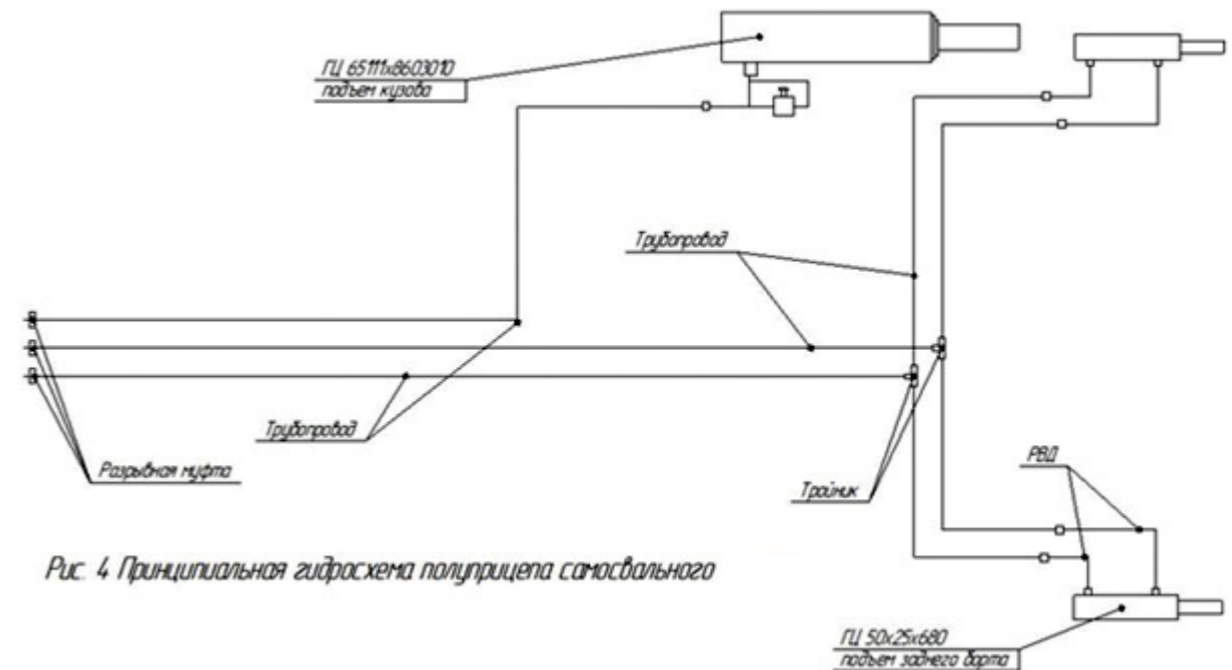 ГЦ 65111х8603010
подъем кузова
Трубопровод
Трубопровод
Разрывная муфта
Тройник
РВД
Рис. 4 Принципиальная гидросхема полуприцепа самосвального
ГЦ 50х25х680
подъем заднего борта